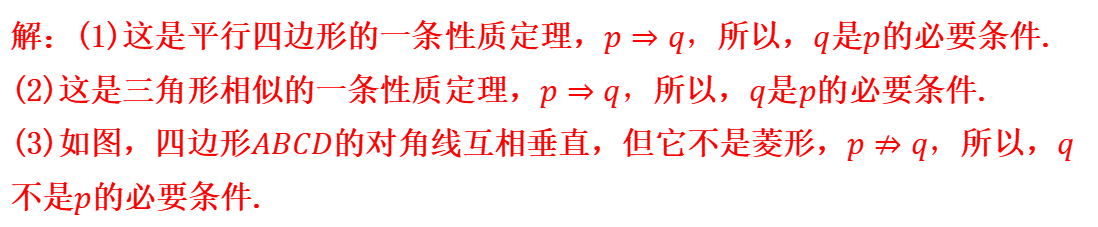 解：(1)这是平行四边形的一条性质定理，p ⇒ q，所以，q是p的必要条件.
(2)这是三角形相似的一条性质定理，p ⇒ q，所以，q是p的必要条件.
(3)如图，四边形ABCD的对角线互相垂直，但它不是菱形，p ⇏ q，所以，q
不是p的必要条件.